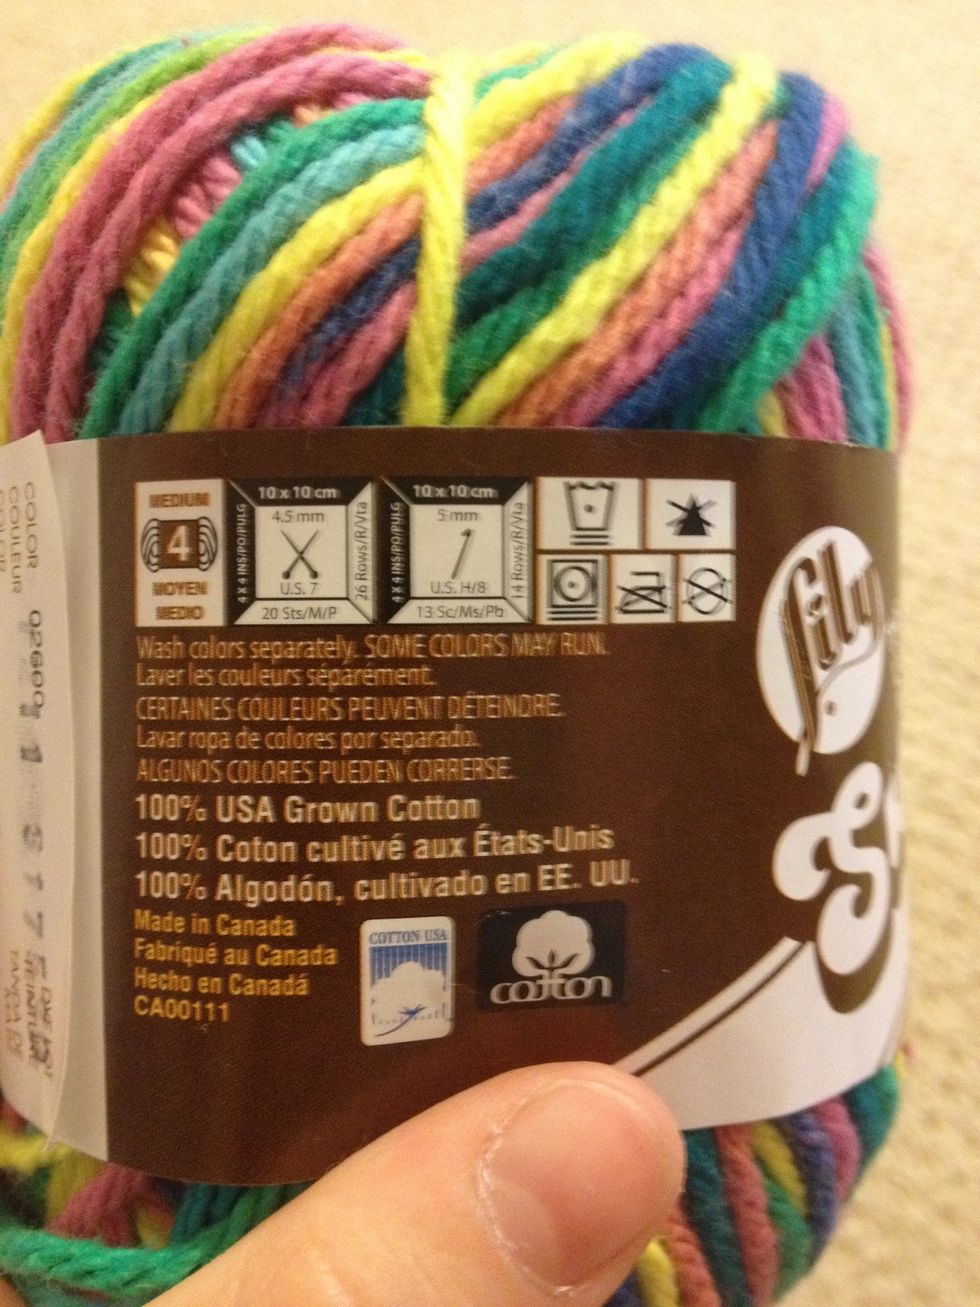 MEDIUM
4
MOYEN
MEDIO
10 x 10 cm
4 X 4 INS/PO/PULG
4.5 mm
U.S. 7
26 Rows/R/Vta
20 Sts/M/P
10 x 10 cm
4 X 4 INS/PO/PULG
5 mm
U.S. H/8
14 Rows/R/Vta
13 Sc/Ms/Pb
Wash colors separately. SOME COLORS MAY RUN.
Laver les couleurs séparément.
CERTAINES COULEURS PEUVENT DÉTEINDRE.
Lavar ropa de colores por separado.
ALGUNOS COLORES PUEDEN CORRERSE.
100% USA Grown Cotton
100% Coton cultivé aux États-Unis
100% Algodón, cultivado en EE. UU.
Made in Canada
Fabriqué au Canada
Hecho en Canadá
CA00111
COTTON USA
cotton
lily
COLOR
COULEUR
COLOR